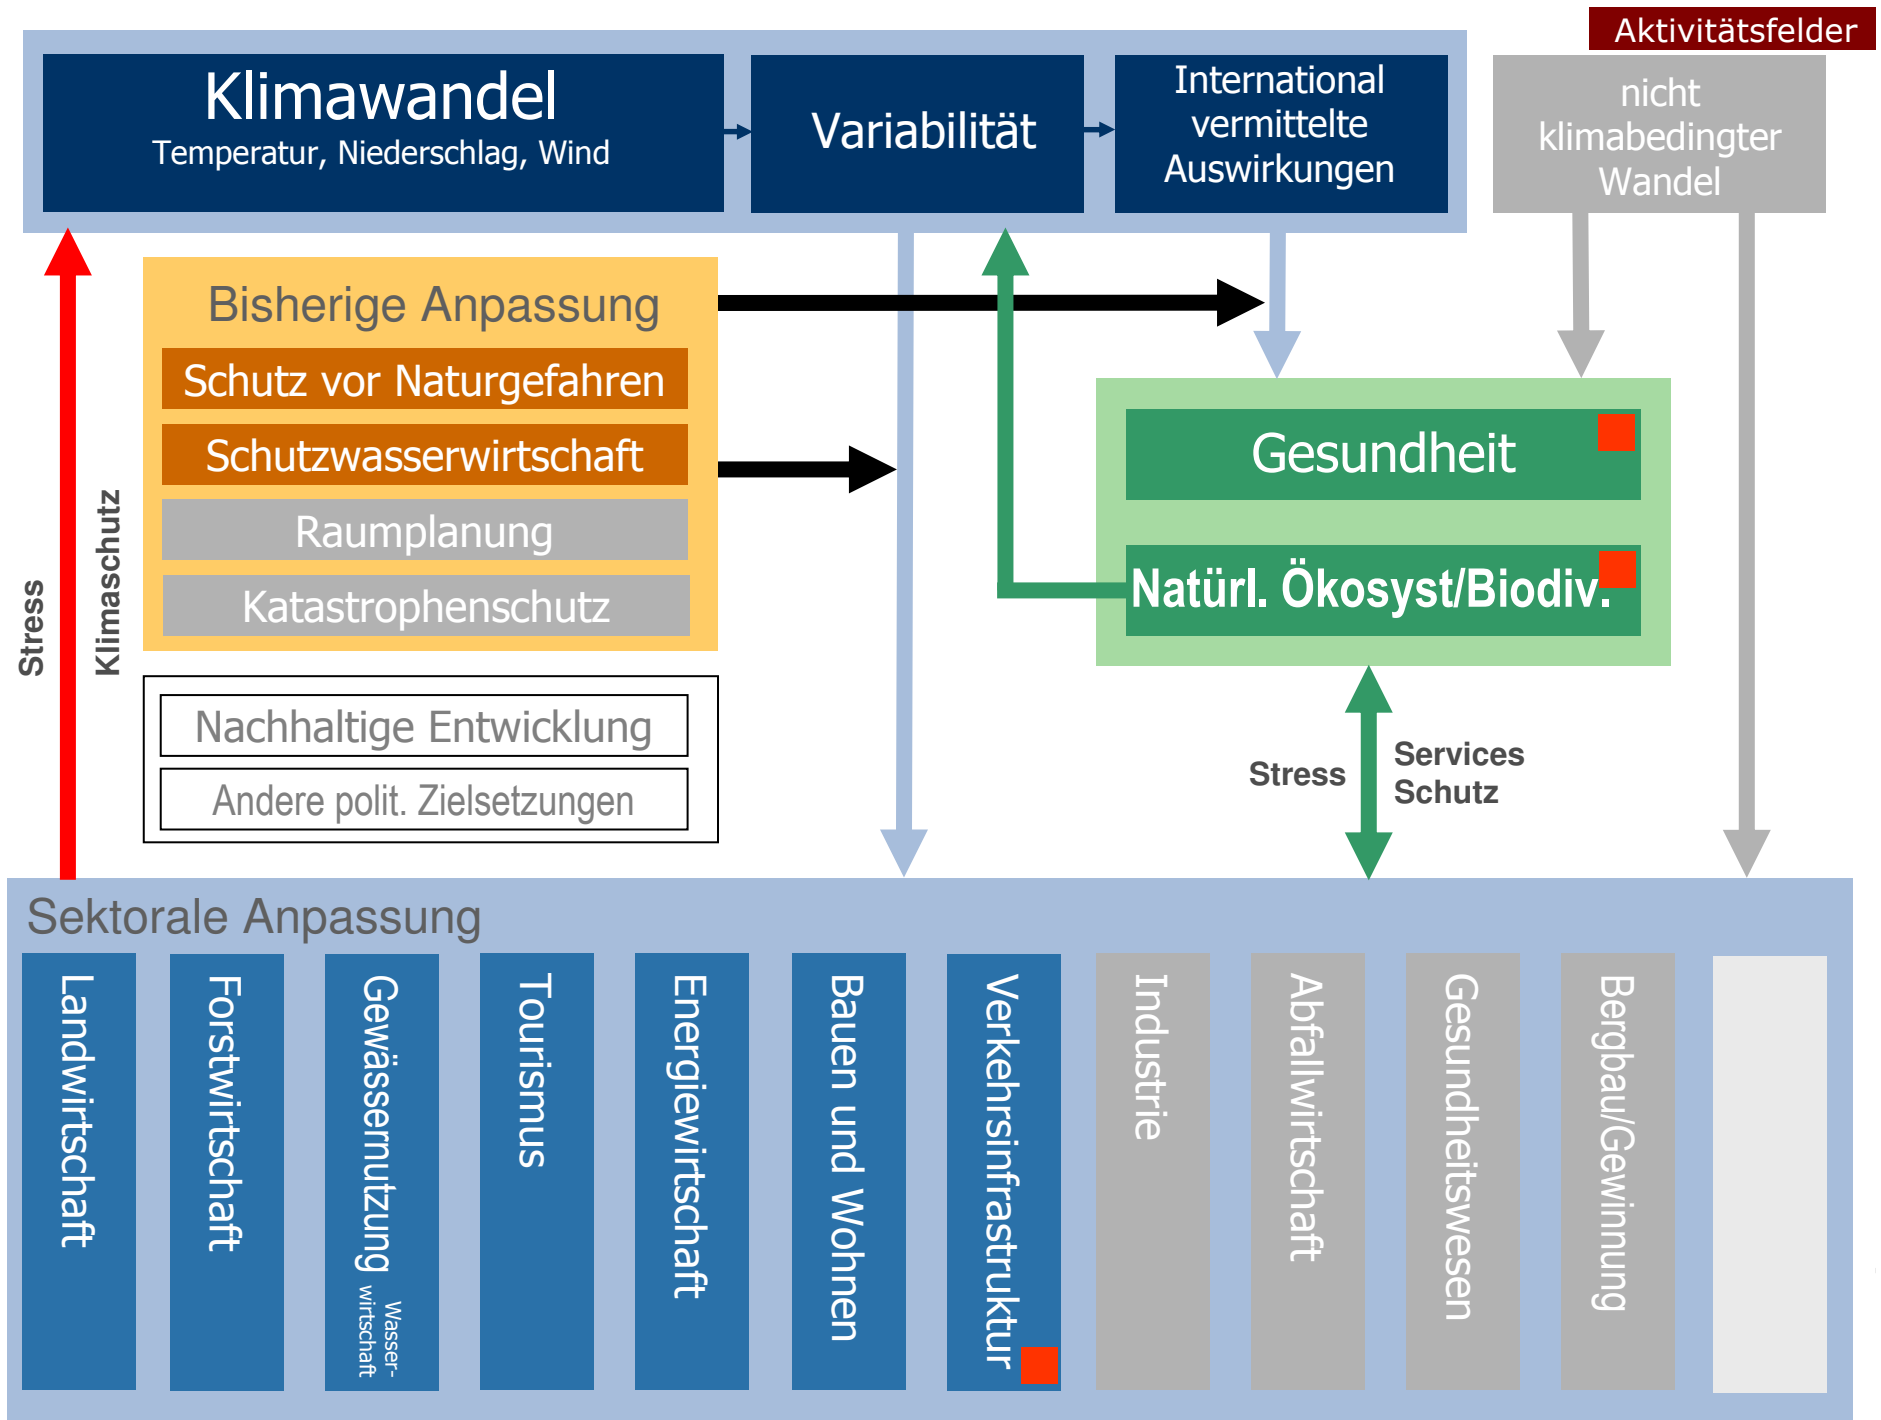 Aktivitätsfelder
Klimawandel
Temperatur, Niederschlag, Wind
Variabilität
International
vermittelte
Auswirkungen
nicht
klimabedingter
Wandel
Bisherige Anpassung
Schutz vor Naturgefahren
Schutzwasserwirtschaft
Raumplanung
Katastrophenschutz
Stress
Klimaschutz
Nachhaltige Entwicklung
Andere polit. Zielsetzungen
Gesundheit
Natürl. Ökosyst/Biodiv.
Stress
Services
Schutz
Sektorale Anpassung
Landwirtschaft
Forstwirtschaft
Gewässernutzung
Wasser-
wirtschaft
Tourismus
Energiewirtschaft
Bauen und Wohnen
Verkehrsinfrastruktur
Industrie
Abfallwirtschaft
Gesundheitswesen
Bergbau/Gewinnung